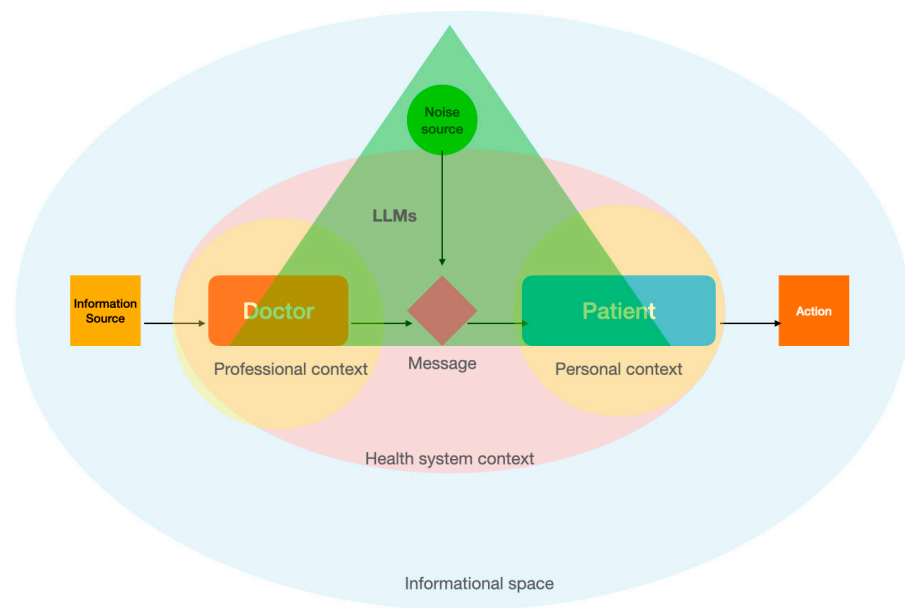 Noise
source
LLMs
Information
Source
Doctor
Patient
Action
Professional context
Message
Personal context
Health system context
Informational space